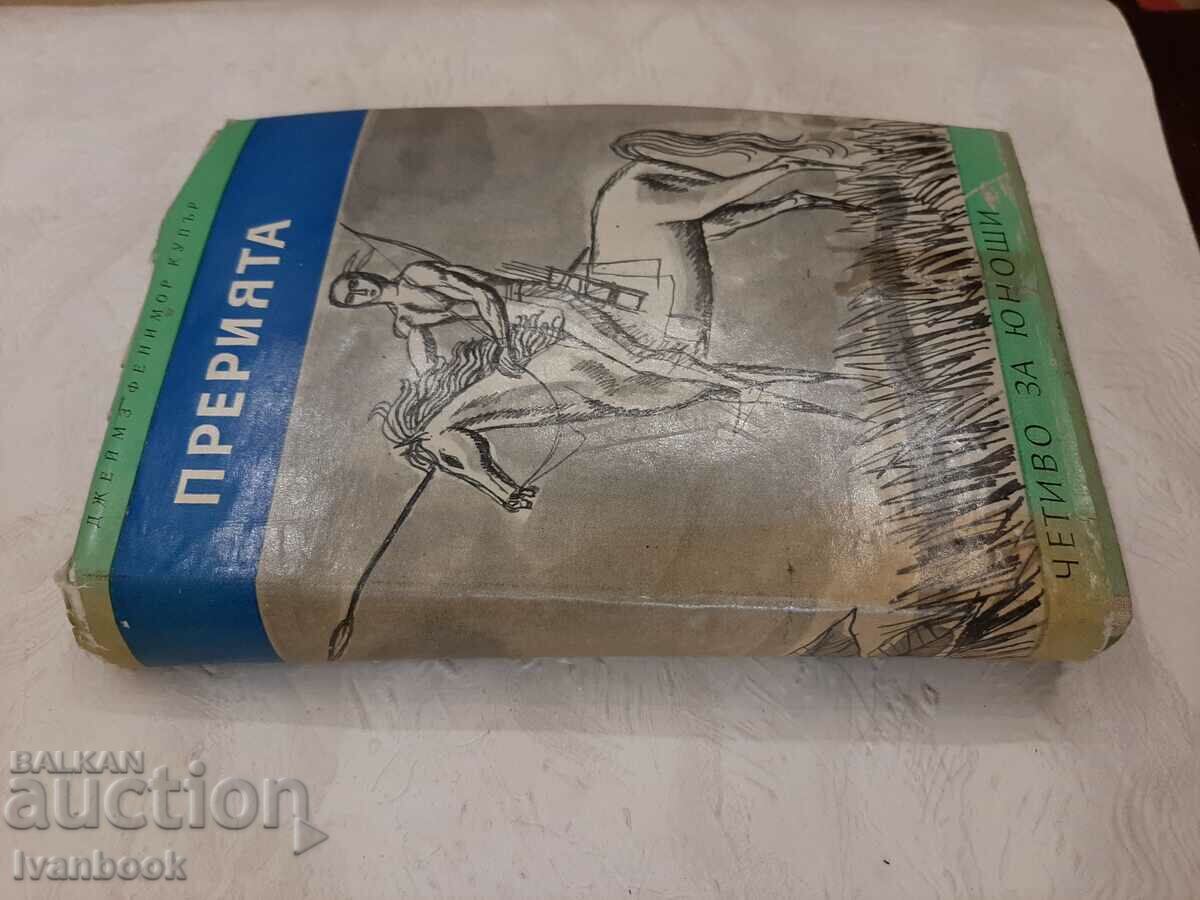 ДЖЕЙМЗ ФЕНИМОР КУПЪР
ПРЕРИЯТА
ЧЕТИВО ЗА ЮНОШИ
BALKAN
auction
Ivanbook